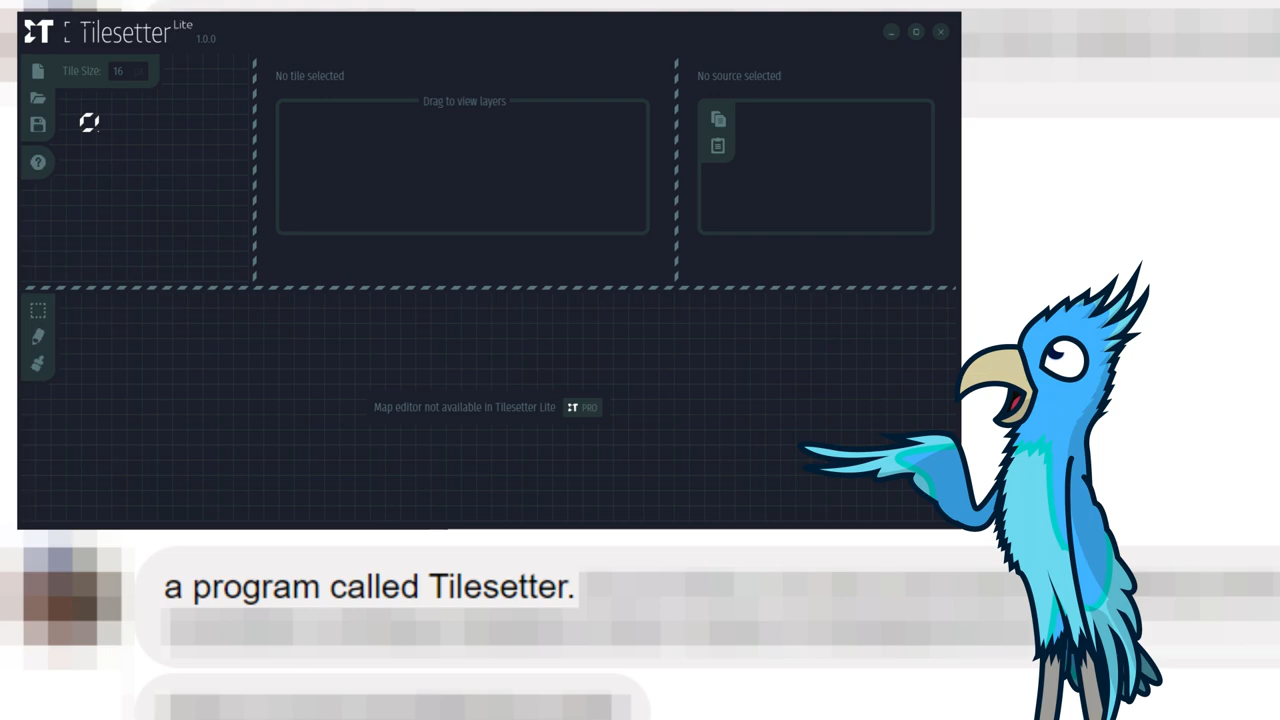 Tilesetter Lite
1.0.0
Tile Size: 16
No tile selected
No source selected
Drag to view layers
Map editor not available in Tilesetter Lite PRO
a program called Tilesetter.